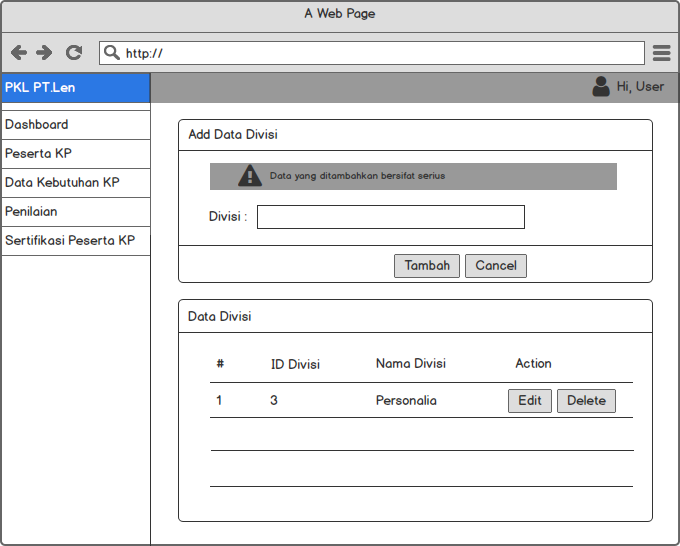 A Web Page
http://
PKL PT.Len
Hi, User
Dashboard
Peserta KP
Data Kebutuhan KP
Penilaian
Sertifikasi Peserta KP
Add Data Divisi
Data yang ditambahkan bersifat serius
Divisi :
Tambah Cancel
Data Divisi
# ID Divisi Nama Divisi Action
1 3 Personalia Edit Delete